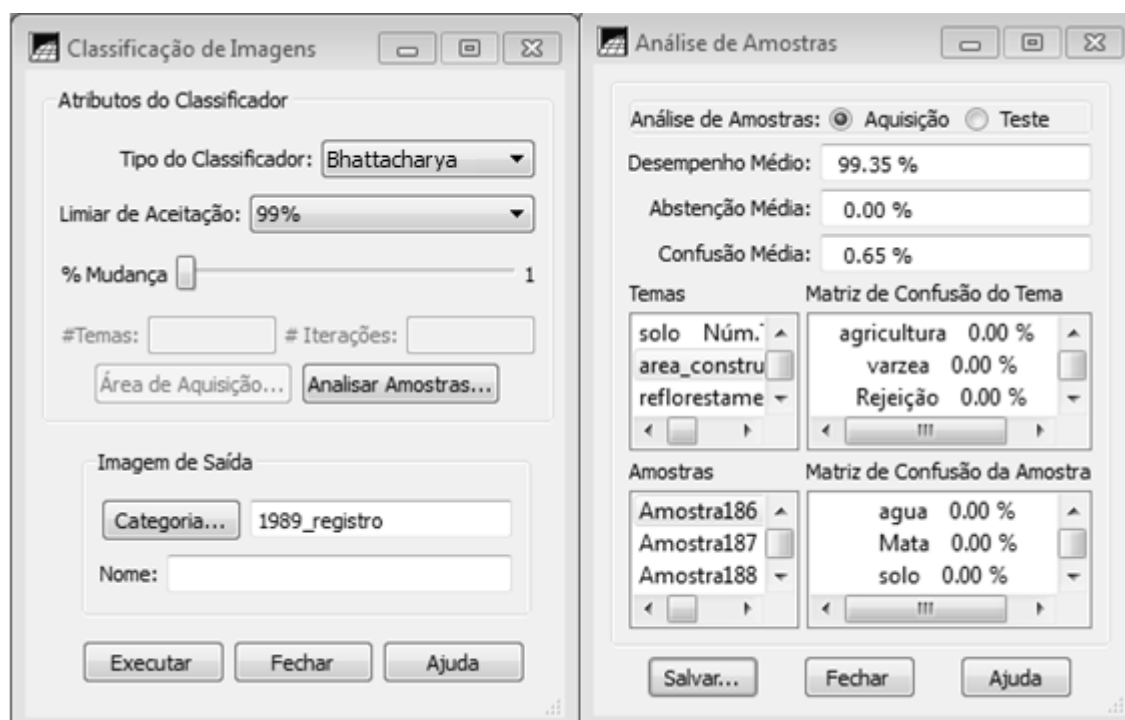 Classificação de Imagens
Atributos do Classificador
Tipo do Classificador: Bhattacharya
Limiar de Aceitação: 99%
% Mudança 1
#Temas: # Iterações:
Área de Aquisição... Analisar Amostras...
Imagem de Saída
Categoria... 1989_registro
Nome:
Executar Fechar Ajuda
Análise de Amostras
Análise de Amostras: Aquisição Teste
Desempenho Médio: 99.35 %
Abstenção Média: 0.00 %
Confusão Média: 0.65 %
Temas Matriz de Confusão do Tema
solo Núm. agricultura 0.00 %
area_constru varzea 0.00 %
reflorestame Rejeição 0.00 %
Amostras Matriz de Confusão da Amostra
Amostra186 agua 0.00 %
Amostra187 Mata 0.00 %
Amostra188 solo 0.00 %
Salvar... Fechar Ajuda